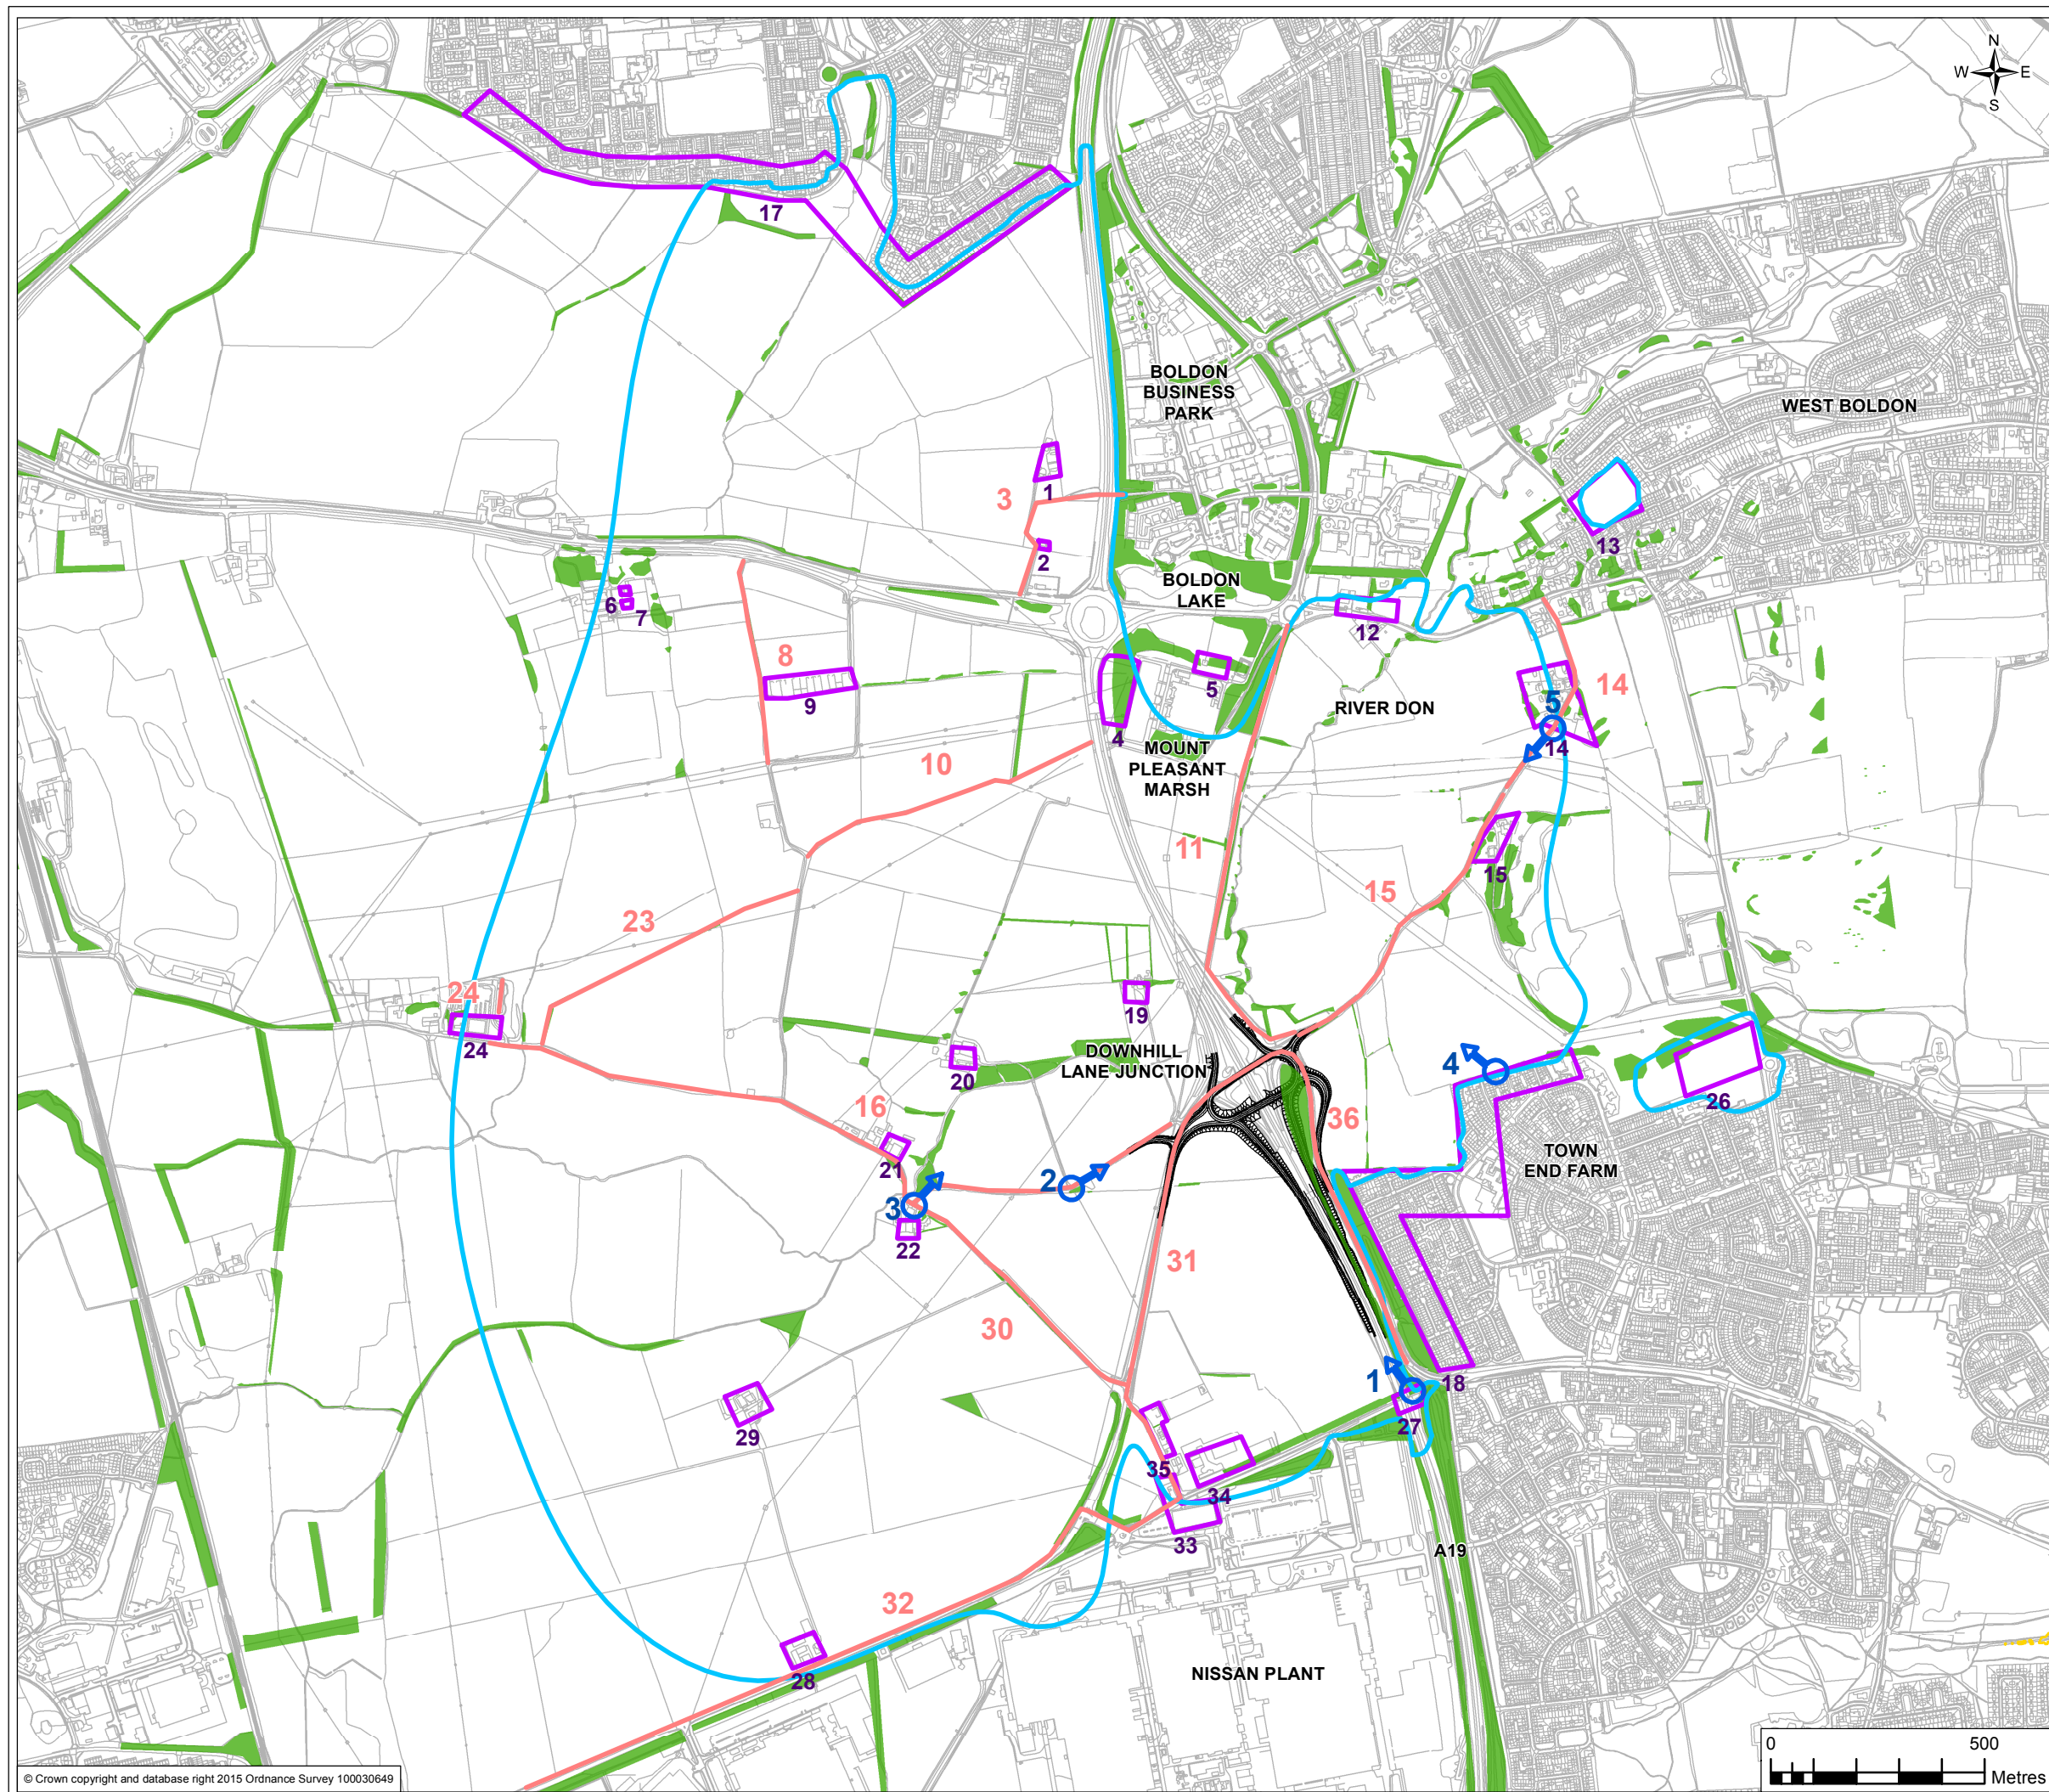 N
W E
S
17
BOLDON
BUSINESS
PARK
WEST BOLDON
1
3
13
2
BOLDON
LAKE
6
7
12
8
5
14
9
RIVER DON
5
4
14
MOUNT
PLEASANT
MARSH
10
11
15
15
23
24
19
24
DOWNHILL
LANE JUNCTION
4
20
26
16
36
TOWN
END FARM
21
2
3
22
31
30
1
18
27
29
35
34
33
A19
32
28
NISSAN PLANT
0 500
Metres
© Crown copyright and database right 2015 Ordnance Survey 100030649